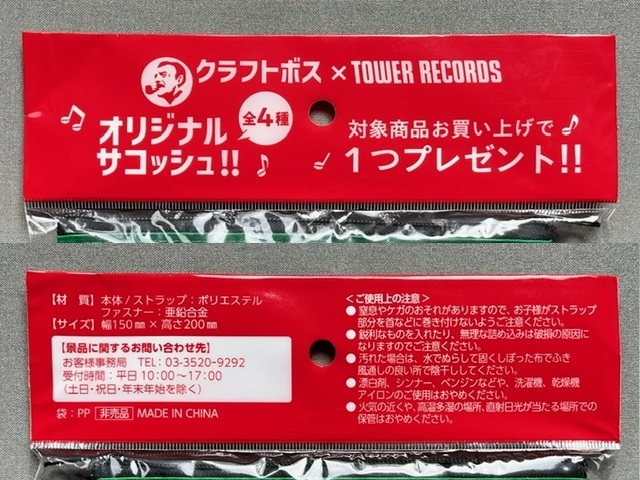 クラフトボス × TOWER RECORDS
オリジナル
サコッシュ!!
全4種
対象商品お買い上げで
1つプレゼント!!
【材　質】本体/ストラップ：ポリエステル
ファスナー：亜鉛合金
【サイズ】幅150㎜×高さ200㎜
【景品に関するお問い合わせ先】
お客様事務局　TEL：03-3520-9292
受付時間：平日10:00〜17:00
（土日・祝日・年末年始を除く）
袋：PP 非売品 MADE IN CHINA
＜ご使用上の注意＞
●窒息やケガのおそれがありますので、お子様がストラップ
部分を首などに巻き付けないようご注意ください。
●鋭利なものを入れたり、無理な詰め込みは破損の原因に
なりますのでご注意ください。
●汚れた場合は、水でぬらして固くしぼった布でふき
風通しの良い所で陰干ししてください。
●漂白剤、シンナー、ベンジンなどや、洗濯機、乾燥機
アイロンのご使用はおやめください。
●火気の近くや、高温多湿の場所、直射日光が当たる場所での
保管はおやめください。